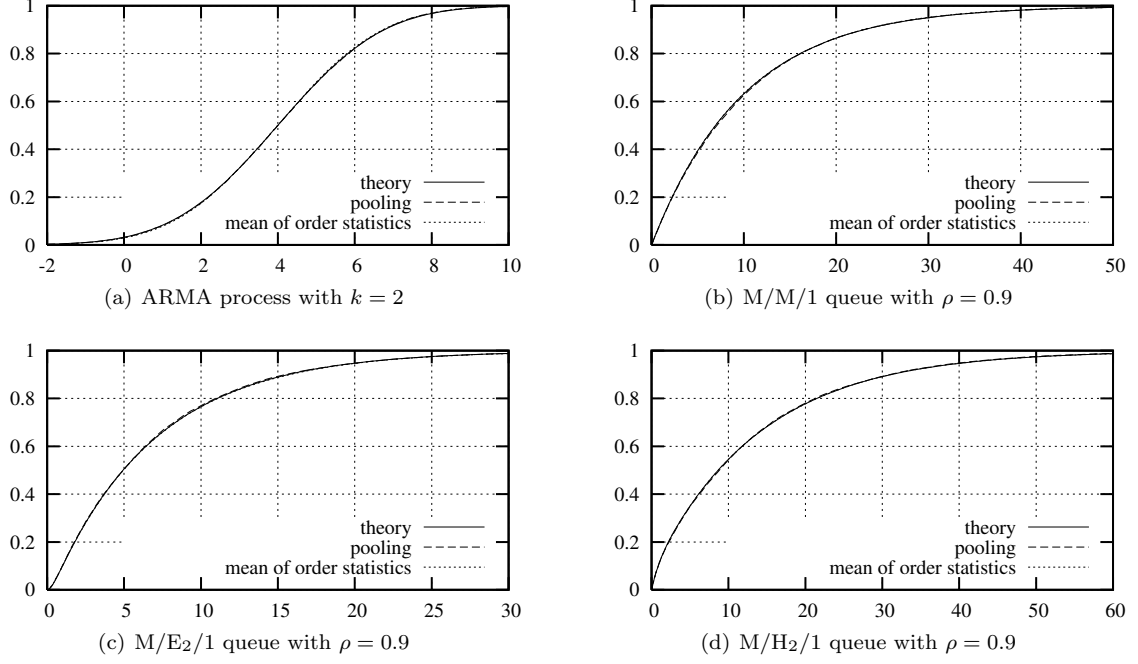 1
0.8
0.6
0.4
0.2
0
-2 0 2 4 6 8 10
theory
pooling
mean of order statistics
(a) ARMA process with k = 2
1
0.8
0.6
0.4
0.2
0
0 10 20 30 40 50
theory
pooling
mean of order statistics
(b) M/M/1 queue with ρ = 0.9
1
0.8
0.6
0.4
0.2
0
0 5 10 15 20 25 30
theory
pooling
mean of order statistics
(c) M/E₂/1 queue with ρ = 0.9
1
0.8
0.6
0.4
0.2
0
0 10 20 30 40 50 60
theory
pooling
mean of order statistics
(d) M/H₂/1 queue with ρ = 0.9